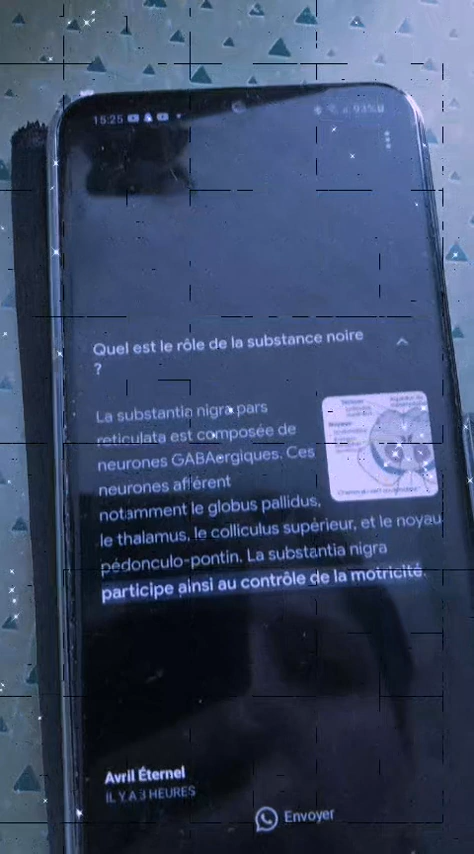 15:25
93%
Quel est le rôle de la substance noire
?
La substantia nigra pars
reticulata est composée de
neurones GABAergiques. Ces
neurones afférent
notamment le globus pallidus,
le thalamus, le colliculus supérieur, et le noyau
pédonculo-pontin. La substantia nigra
participe ainsi au contrôle de la motricité.
Avril Éternel
IL Y A 3 HEURES
Envoyer